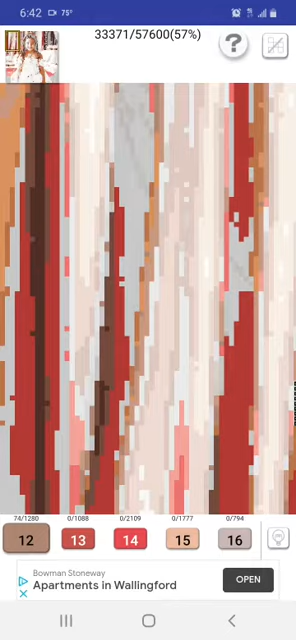 6:42 75°
33371/57600(57%)
?
74/1280 0/1088 0/2109 0/1777 0/794
12 13 14 15 16
Bowman Stoneway
Apartments in Wallingford
OPEN